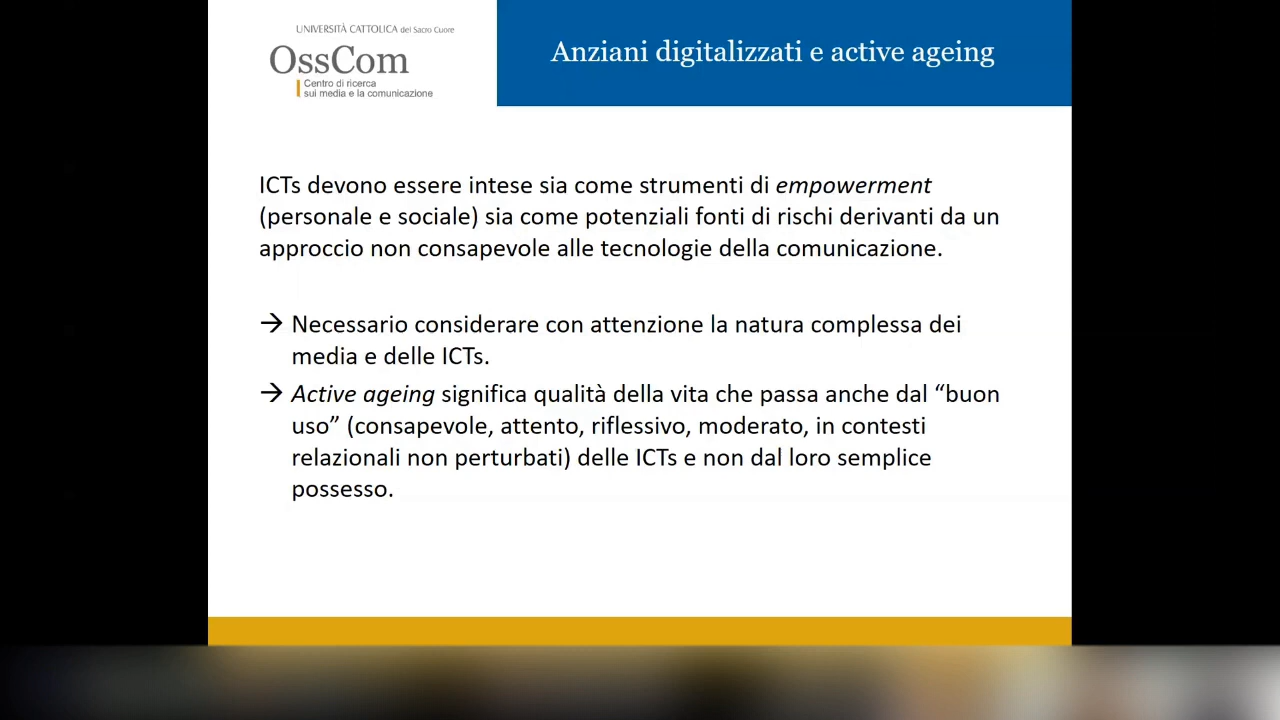 UNIVERSITÀ CATTOLICA del Sacro Cuore
OssCom
Centro di ricerca
sui media e la comunicazione
Anziani digitalizzati e active ageing
ICTs devono essere intese sia come strumenti di empowerment
(personale e sociale) sia come potenziali fonti di rischi derivanti da un
approccio non consapevole alle tecnologie della comunicazione.
→ Necessario considerare con attenzione la natura complessa dei
media e delle ICTs.
→ Active ageing significa qualità della vita che passa anche dal “buon
uso” (consapevole, attento, riflessivo, moderato, in contesti
relazionali non perturbati) delle ICTs e non dal loro semplice
possesso.